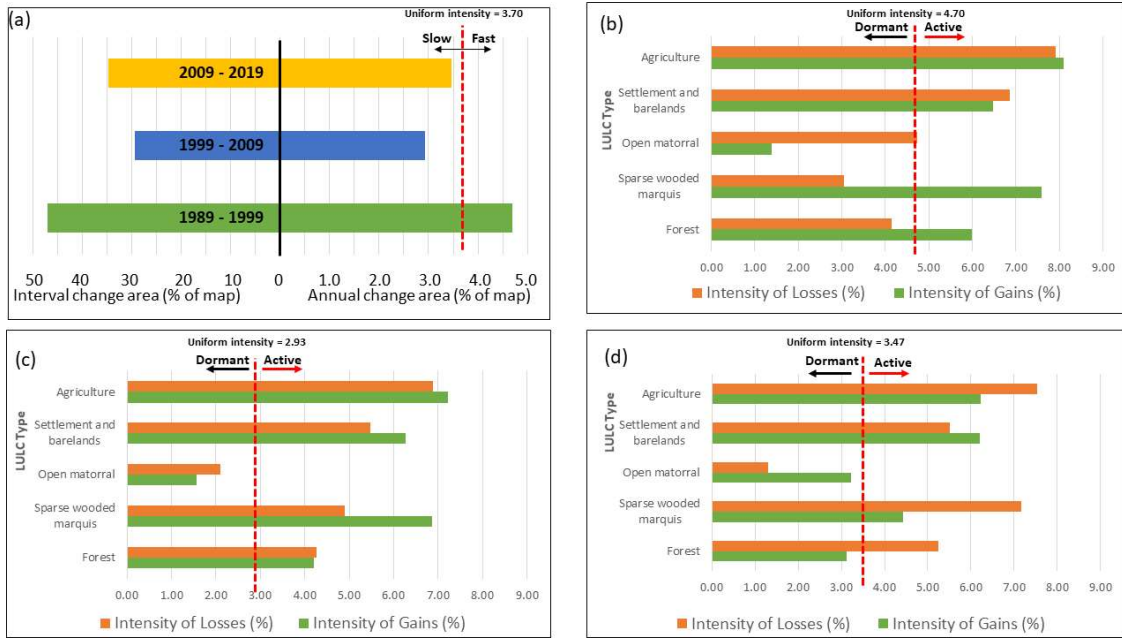 (a)
Uniform intensity = 3.70
Slow Fast
2009 - 2019
1999 - 2009
1989 - 1999
50 40 30 20 10 0 1.0 2.0 3.0 4.0 5.0
Interval change area (% of map) Annual change area (% of map)
(b)
Uniform intensity = 4.70
Dormant Active
LULC Type
Agriculture
Settlement and
barelands
Open matorral
Sparse wooded
marquis
Forest
0.00 1.00 2.00 3.00 4.00 5.00 6.00 7.00 8.00 9.00
Intensity of Losses (%) Intensity of Gains (%)
(c)
Uniform intensity = 2.93
Dormant Active
LULC Type
Agriculture
Settlement and
barelands
Open matorral
Sparse wooded
marquis
Forest
0.00 1.00 2.00 3.00 4.00 5.00 6.00 7.00 8.00 9.00
Intensity of Losses (%) Intensity of Gains (%)
(d)
Uniform intensity = 3.47
Dormant Active
LULC Type
Agriculture
Settlement and
barelands
Open matorral
Sparse wooded
marquis
Forest
0.00 1.00 2.00 3.00 4.00 5.00 6.00 7.00 8.00 9.00
Intensity of Losses (%) Intensity of Gains (%)